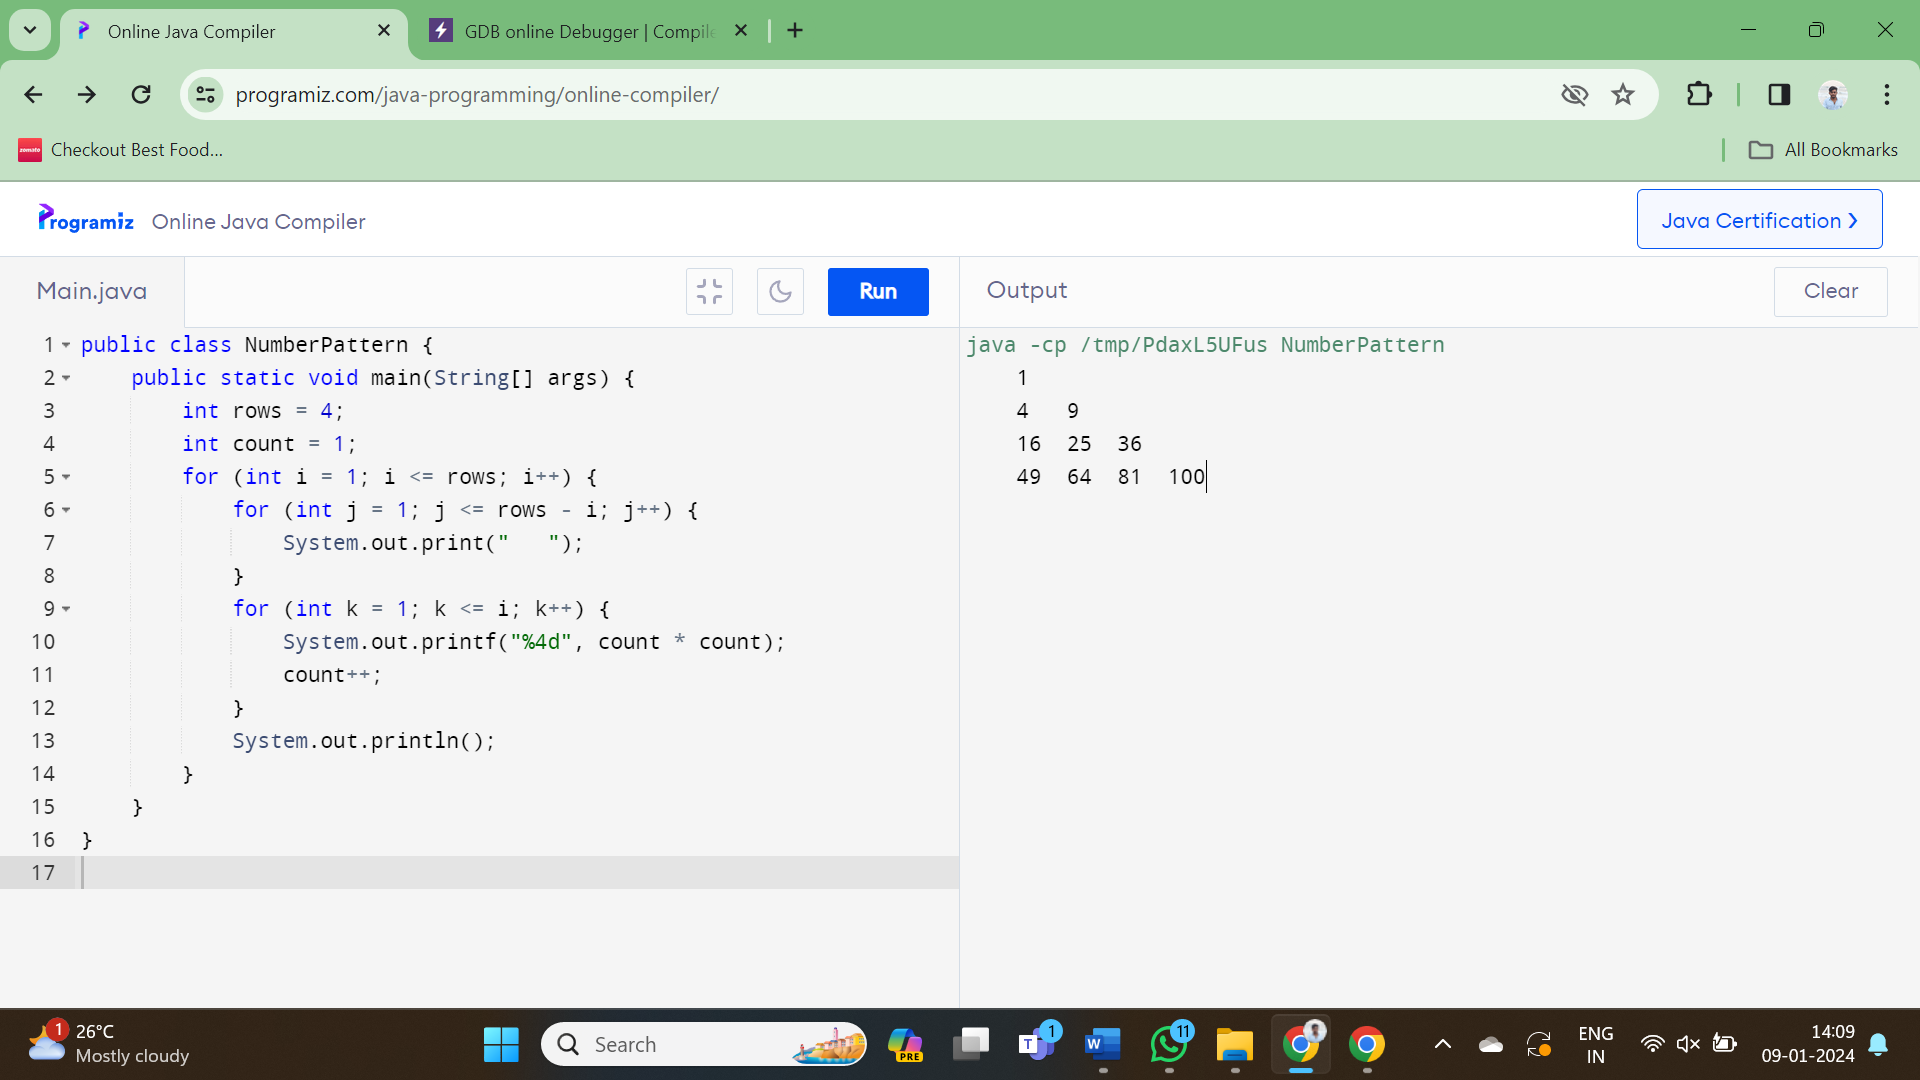 Online Java Compiler
GDB online Debugger | Compile
programiz.com/java-programming/online-compiler/
zomato Checkout Best Food...
All Bookmarks
Programiz Online Java Compiler
Java Certification ❯
Main.java
Run
Output
Clear
1 public class NumberPattern {
2     public static void main(String[] args) {
3         int rows = 4;
4         int count = 1;
5         for (int i = 1; i <= rows; i++) {
6             for (int j = 1; j <= rows - i; j++) {
7                 System.out.print("   ");
8             }
9             for (int k = 1; k <= i; k++) {
10                 System.out.printf("%4d", count * count);
11                 count++;
12             }
13             System.out.println();
14         }
15     }
16 }
17
java -cp /tmp/PdaxL5UFus NumberPattern
1
4   9
16  25  36
49  64  81  100
1
26°C
Mostly cloudy
Search
PRE
T 1
W
11
ENG
IN
14:09
09-01-2024